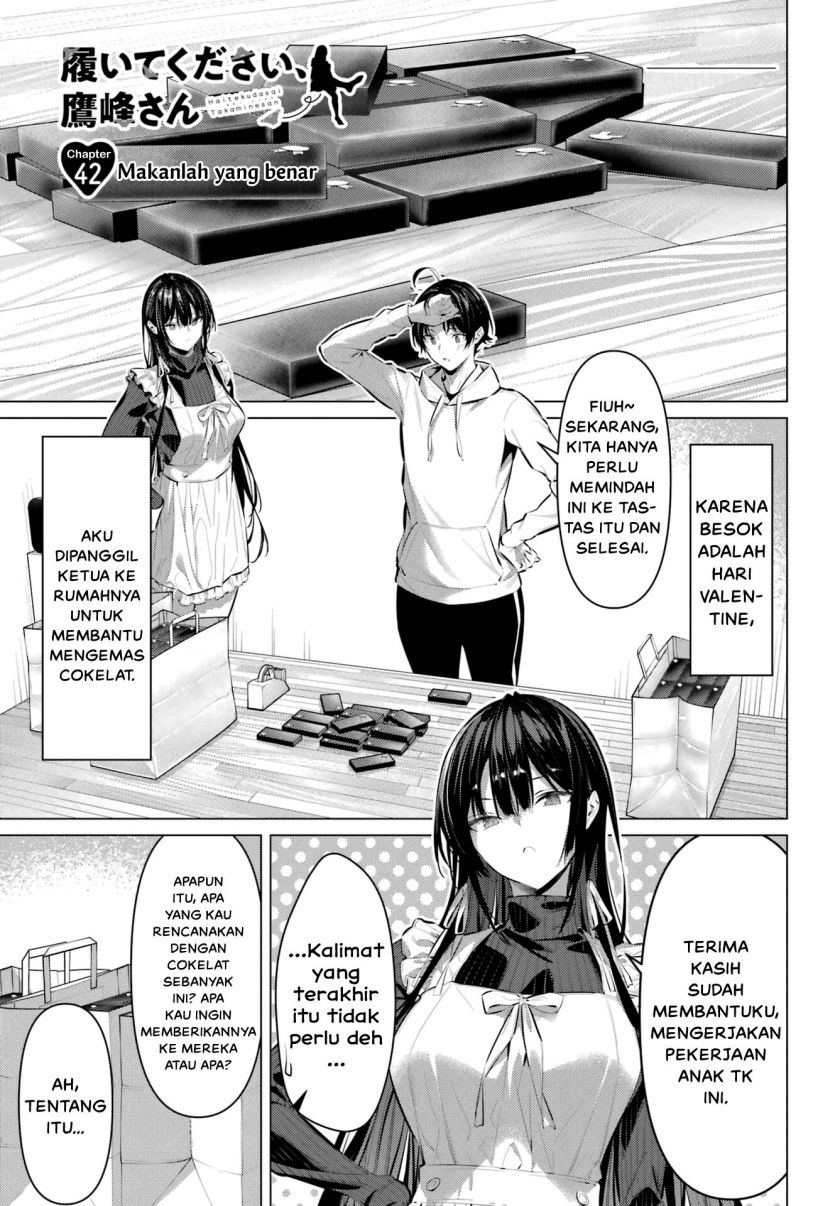 履いてください、
鷹峰さん
Haitekudasai
Takaminesan
Chapter
42
Makanlah yang benar
KARENA
BESOK
ADALAH
HARI
VALEN-
TINE,
FIUH~
SEKARANG,
KITA HANYA
PERLU
MEMINDAH
INI KE TAS-
TAS ITU DAN
SELESAI.
AKU
DIPANGGIL
KETUA KE
RUMAHNYA
UNTUK
MEMBANTU
MENGEMAS
COKELAT.
TERIMA
KASIH
SUDAH
MEMBANTUKU,
MENGERJAKAN
PEKERJAAN
ANAK TK
INI.
...Kalimat
yang
terakhir
itu tidak
perlu deh
...
APAPUN
ITU, APA
YANG KAU
RENCANAKAN
DENGAN
COKELAT
SEBANYAK
INI? APA
KAU INGIN
MEMBERIKANNYA
KE MEREKA
ATAU APA?
AH,
TENTANG
ITU...